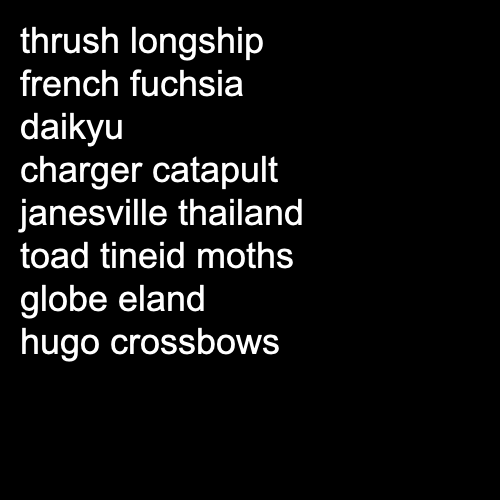 thrush longship
french fuchsia
daikyu
charger catapult
janesville thailand
toad tineid moths
globe eland
hugo crossbows